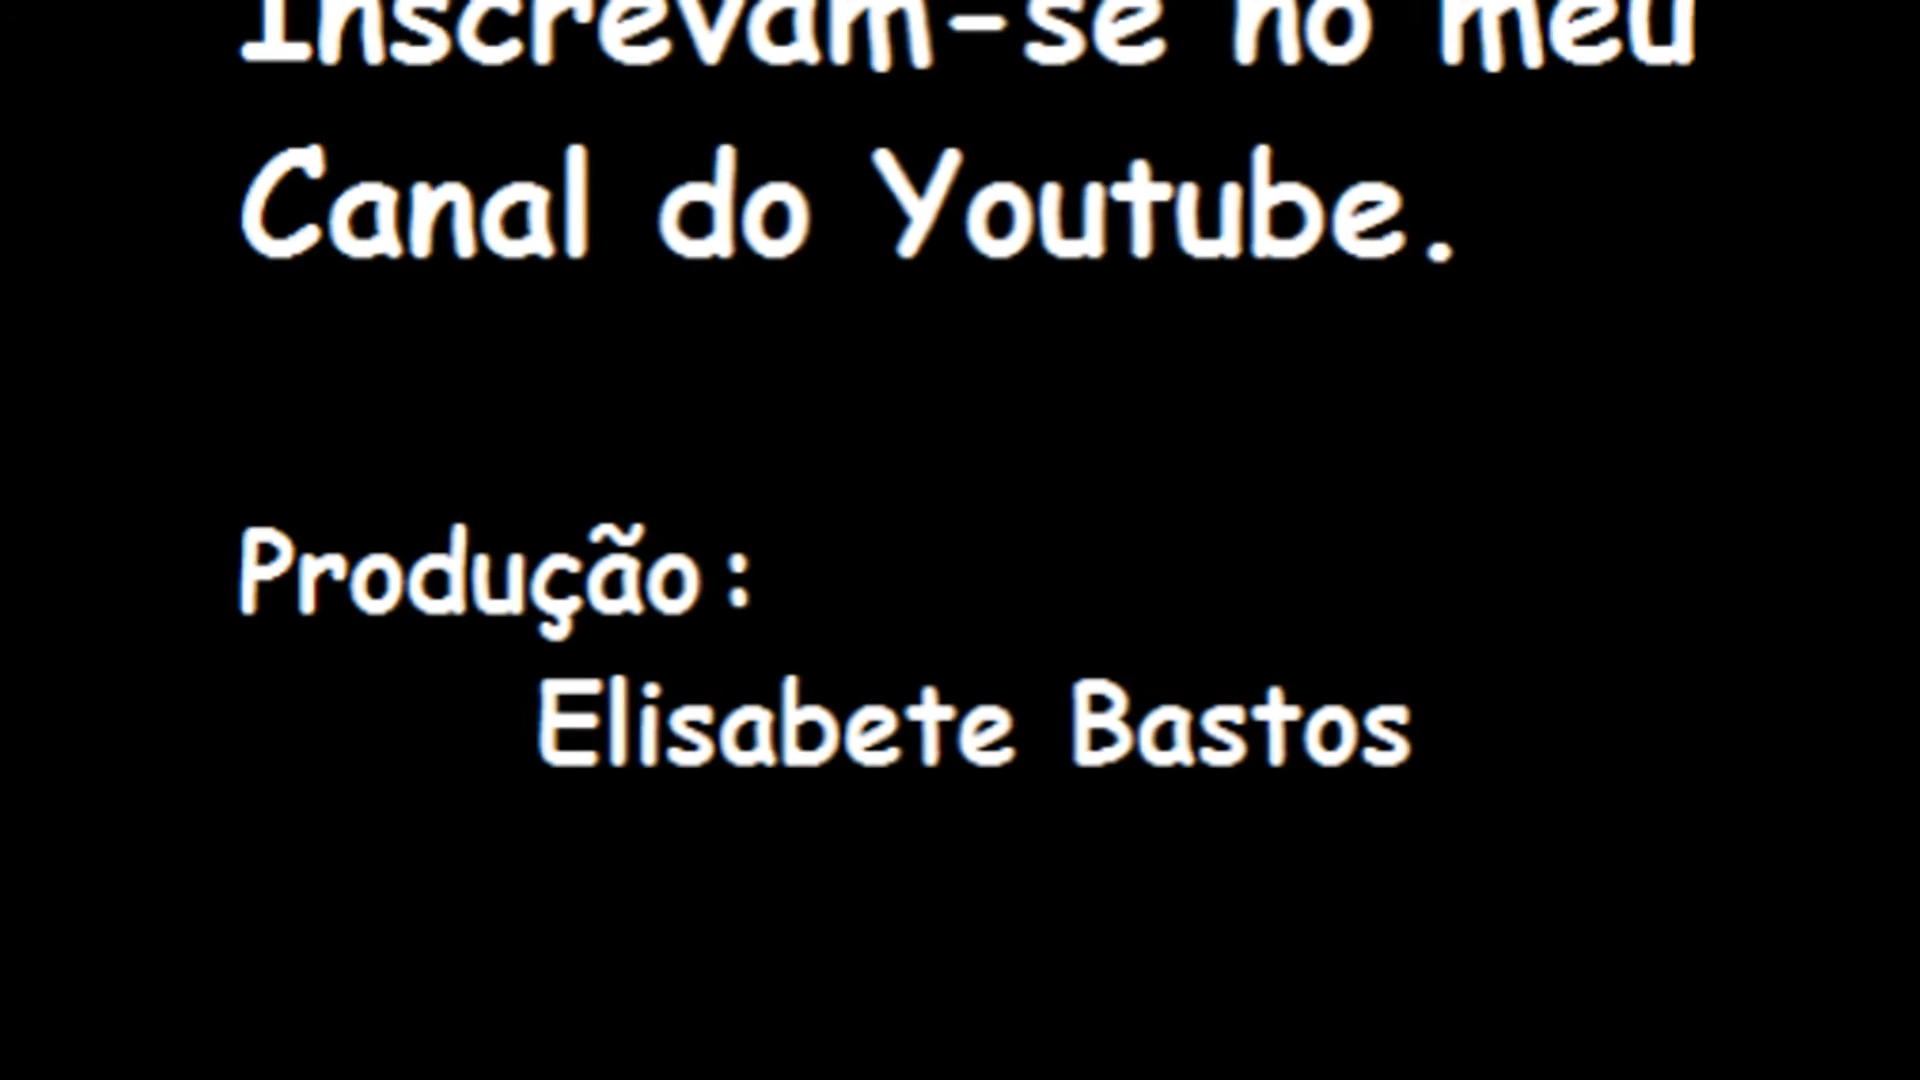 Inscrevam-se no meu
Canal do Youtube.
Produção:
Elisabete Bastos